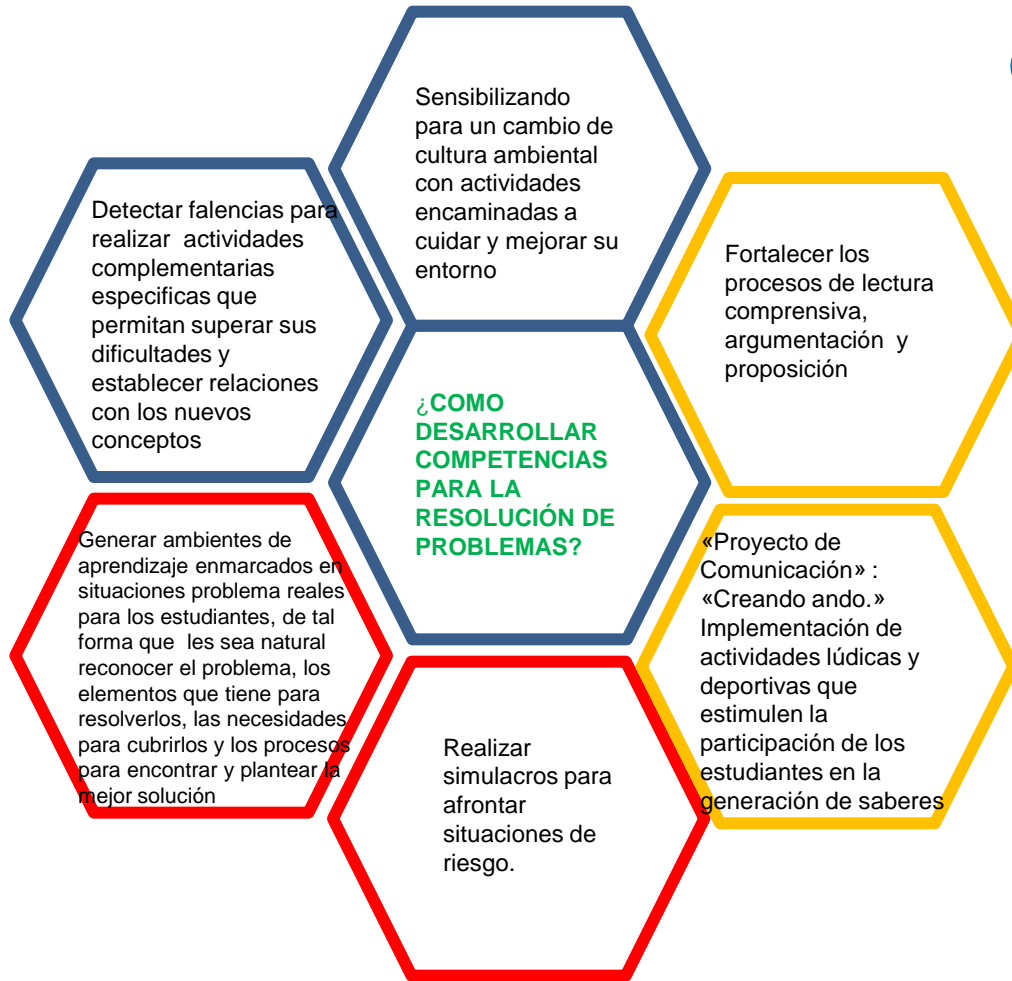 Sensibilizando
para un cambio de
cultura ambiental
con actividades
encaminadas a
cuidar y mejorar su
entorno
Detectar falencias para
realizar actividades
complementarias
especificas que
permitan superar sus
dificultades y
establecer relaciones
con los nuevos
conceptos
Fortalecer los
procesos de lectura
comprensiva,
argumentación y
proposición
¿COMO
DESARROLLAR
COMPETENCIAS
PARA LA
RESOLUCIÓN DE
PROBLEMAS?
Generar ambientes de
aprendizaje enmarcados en
situaciones problema reales
para los estudiantes, de tal
forma que les sea natural
reconocer el problema, los
elementos que tiene para
resolverlos, las necesidades
para cubrirlos y los procesos
para encontrar y plantear la
mejor solución
«Proyecto de
Comunicación» :
«Creando ando.»
Implementación de
actividades lúdicas y
deportivas que
estimulen la
participación de los
estudiantes en la
generación de saberes
Realizar
simulacros para
afrontar
situaciones de
riesgo.